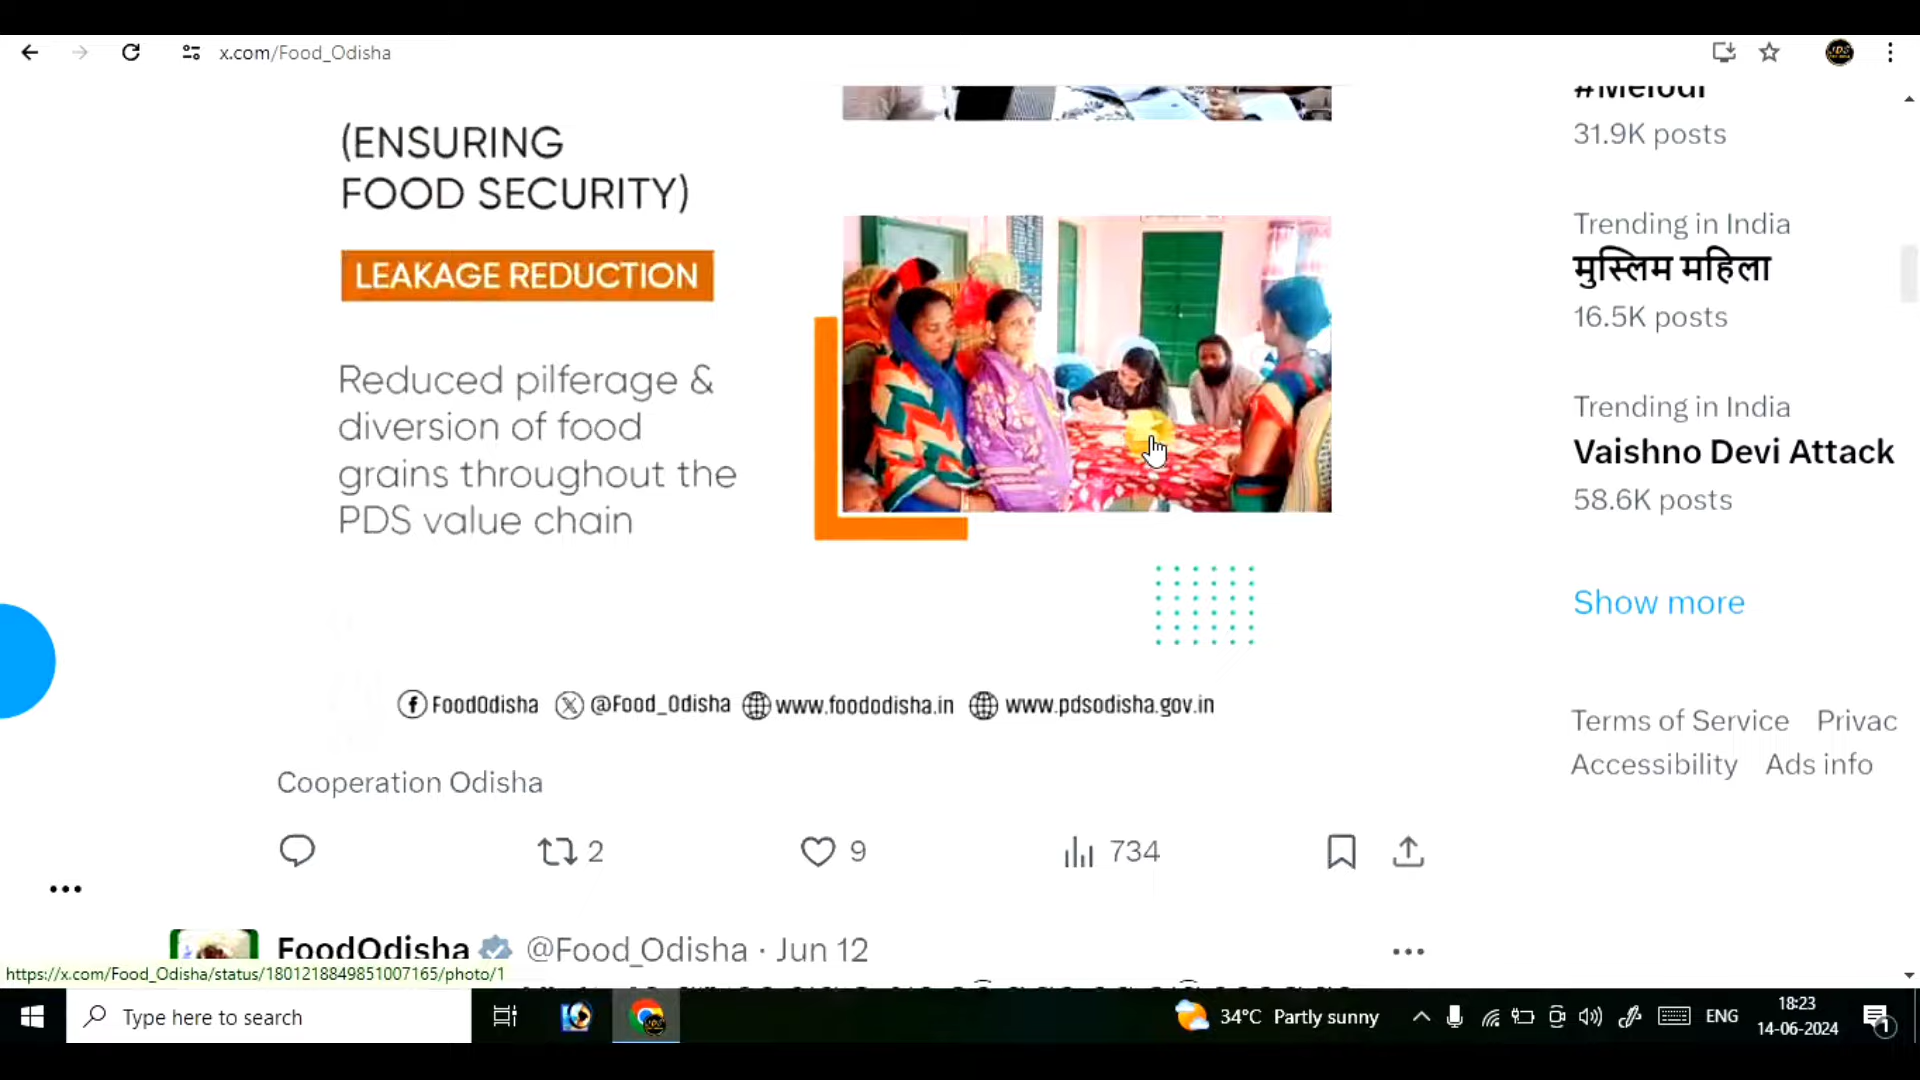 x.com/Food_Odisha
(ENSURING
FOOD SECURITY)
LEAKAGE REDUCTION
Reduced pilferage &
diversion of food
grains throughout the
PDS value chain
FoodOdisha @Food_Odisha www.foododisha.in www.pdsodisha.gov.in
Cooperation Odisha
2 9 734
FoodOdisha @Food_Odisha · Jun 12
#Melodi
31.9K posts
Trending in India
मुस्लिम महिला
16.5K posts
Trending in India
Vaishno Devi Attack
58.6K posts
Show more
Terms of Service Privac
Accessibility Ads info
https://x.com/Food_Odisha/status/1801218849851007165/photo/1
Type here to search
34°C Partly sunny
ENG
18:23
14-06-2024
1